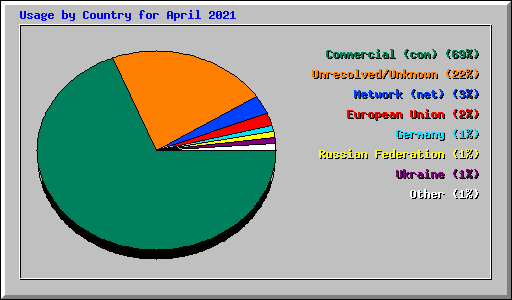 Usage by Country for April 2021
Commercial (com) (69%)
Unresolved/Unknown (22%)
Network (net) (3%)
European Union (2%)
Germany (1%)
Russian Federation (1%)
Ukraine (1%)
Other (1%)